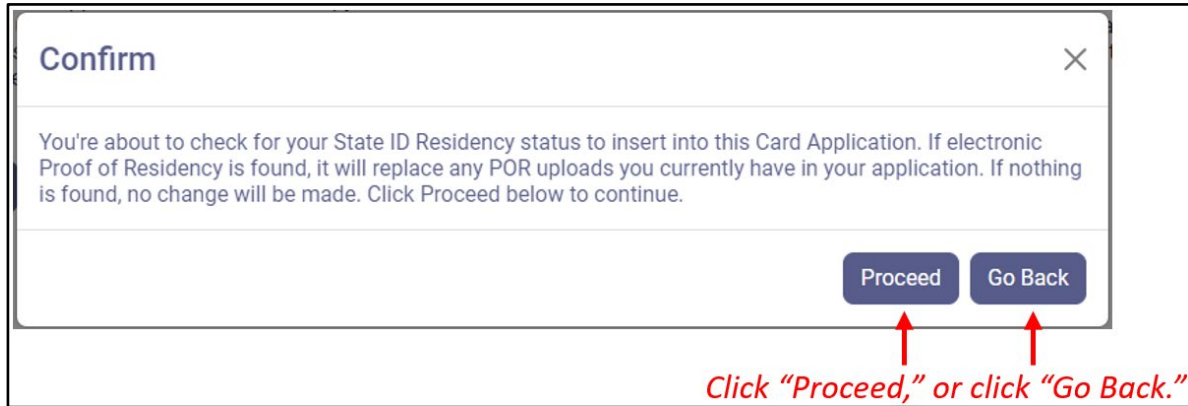 Confirm
You're about to check for your State ID Residency status to insert into this Card Application. If electronic
Proof of Residency is found, it will replace any POR uploads you currently have in your application. If nothing
is found, no change will be made. Click Proceed below to continue.
Proceed Go Back
Click “Proceed,” or click “Go Back.”